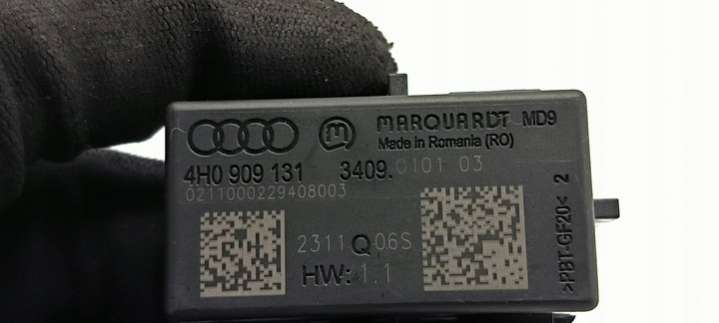 MARQUARDT MD9
Made in Romania (RO)
4H0 909 131 3409.0101 03
0211000229408003
2311 Q 06S
HW: 1.1
>PBT-GF20< 2